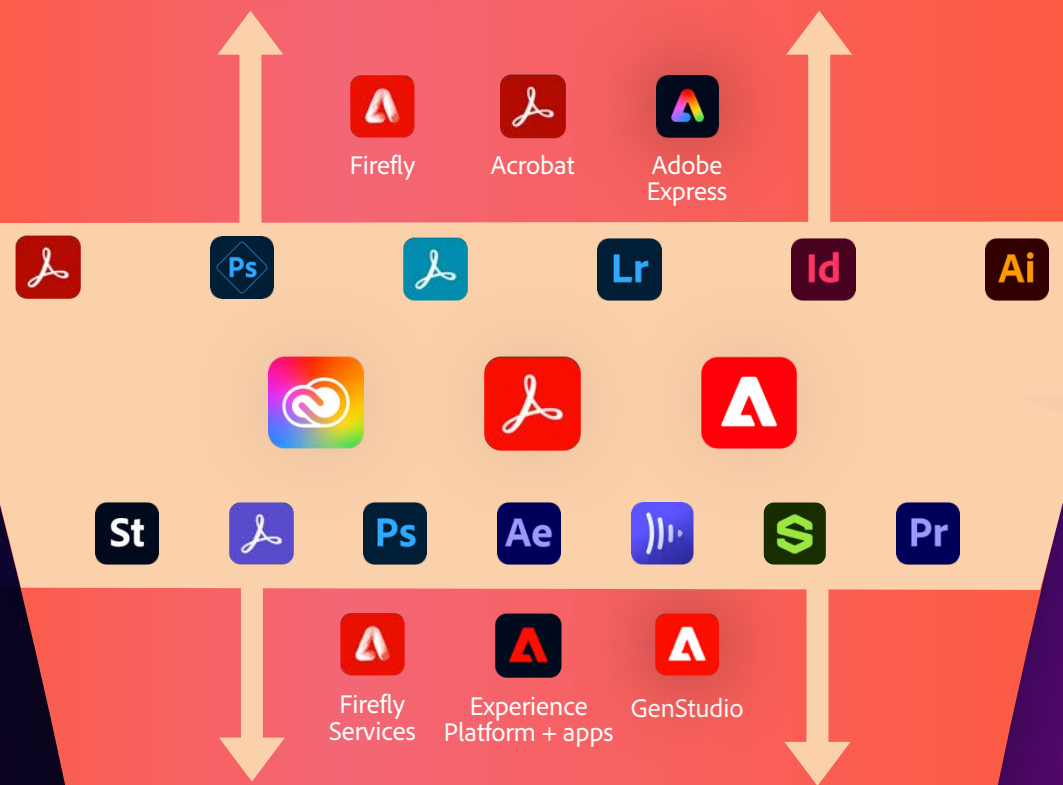 Firefly
Acrobat
Adobe
Express
Ps
Lr
Id
Ai
St
Ps
Ae
Pr
Firefly
Services
Experience
Platform + apps
GenStudio